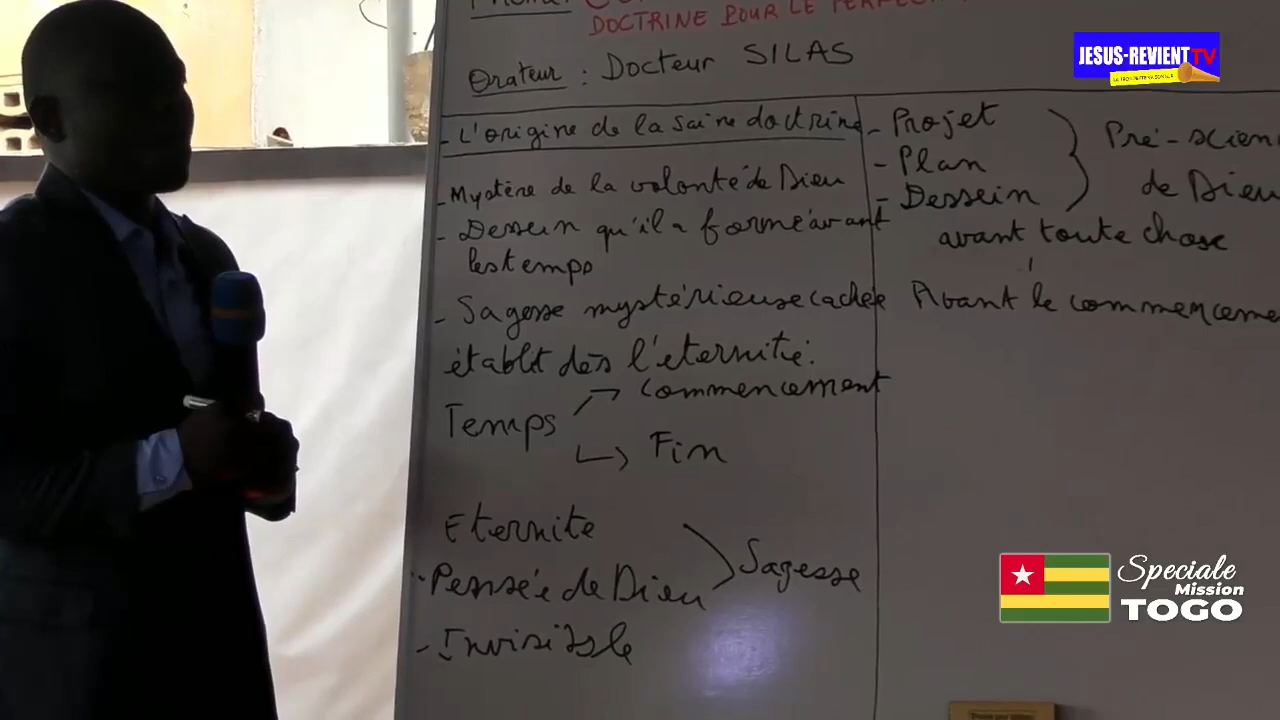 DOCTRINE POUR LE
Orateur : Docteur SILAS
- L'origine de la saine doctrine
- Mystère de la volonté de Dieu
- Dessein qu'il a formé avant
les temps
- Sagesse mystérieuse cachée
établit dès l'eternité.
Temps → Commencement
→ Fin
Eternite
- Pensée de Dieu
Sagesse
- Invisible
- Projet
- Plan
- Dessein
Pré-scien
de Dieu
avant toute chose
Avant le commenceme
JESUS-REVIENT TV
Speciale
Mission
TOGO